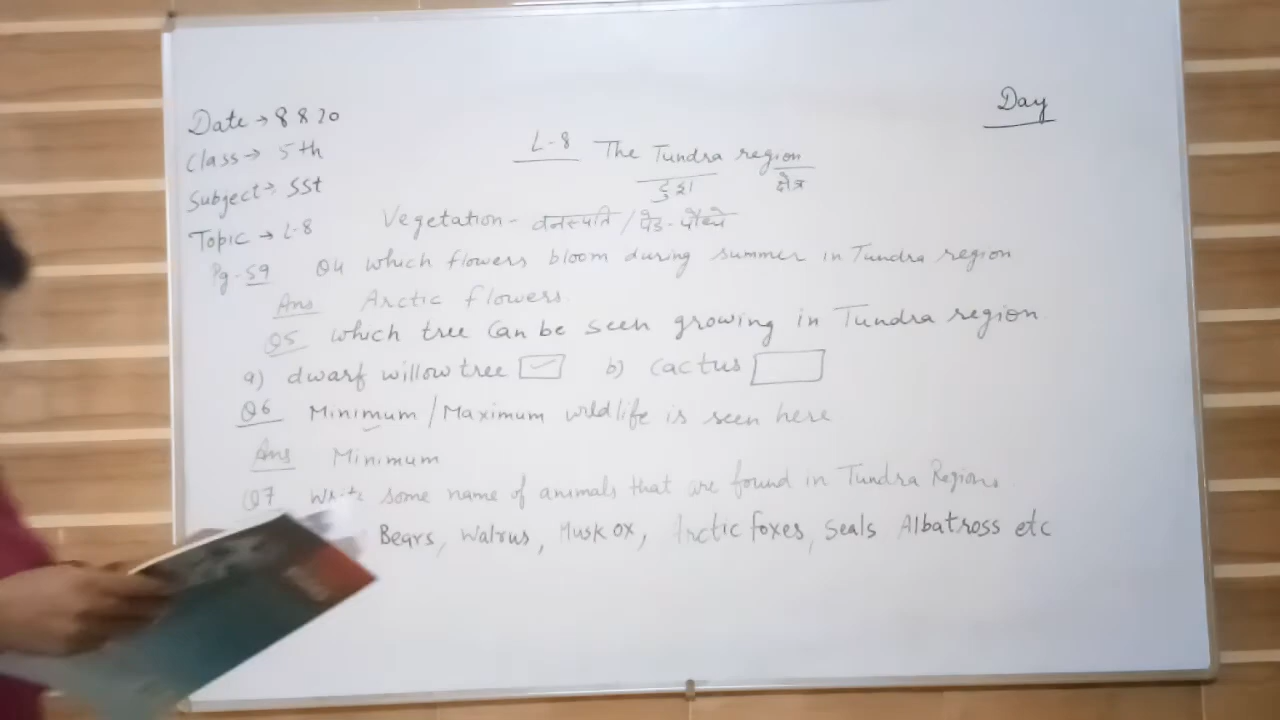 Date → 8 8 20
Day
Class → 5th
L-8 The Tundra region
टुंड्रा क्षेत्र
Subject → SSt
Topic → L-8
Vegetation - वनस्पति / पेड़-पौधे
Pg-59 Q4 which flowers bloom during summer in Tundra region
Ans Arctic flowers.
Q5 which tree can be seen growing in Tundra region.
a) dwarf willow tree ✓ b) cactus
Q6 Minimum / Maximum wildlife is seen here
Ans Minimum
Q7 Write some name of animals that are found in Tundra Regions.
Bears, Walrus, Musk ox, Arctic foxes, Seals Albatross etc